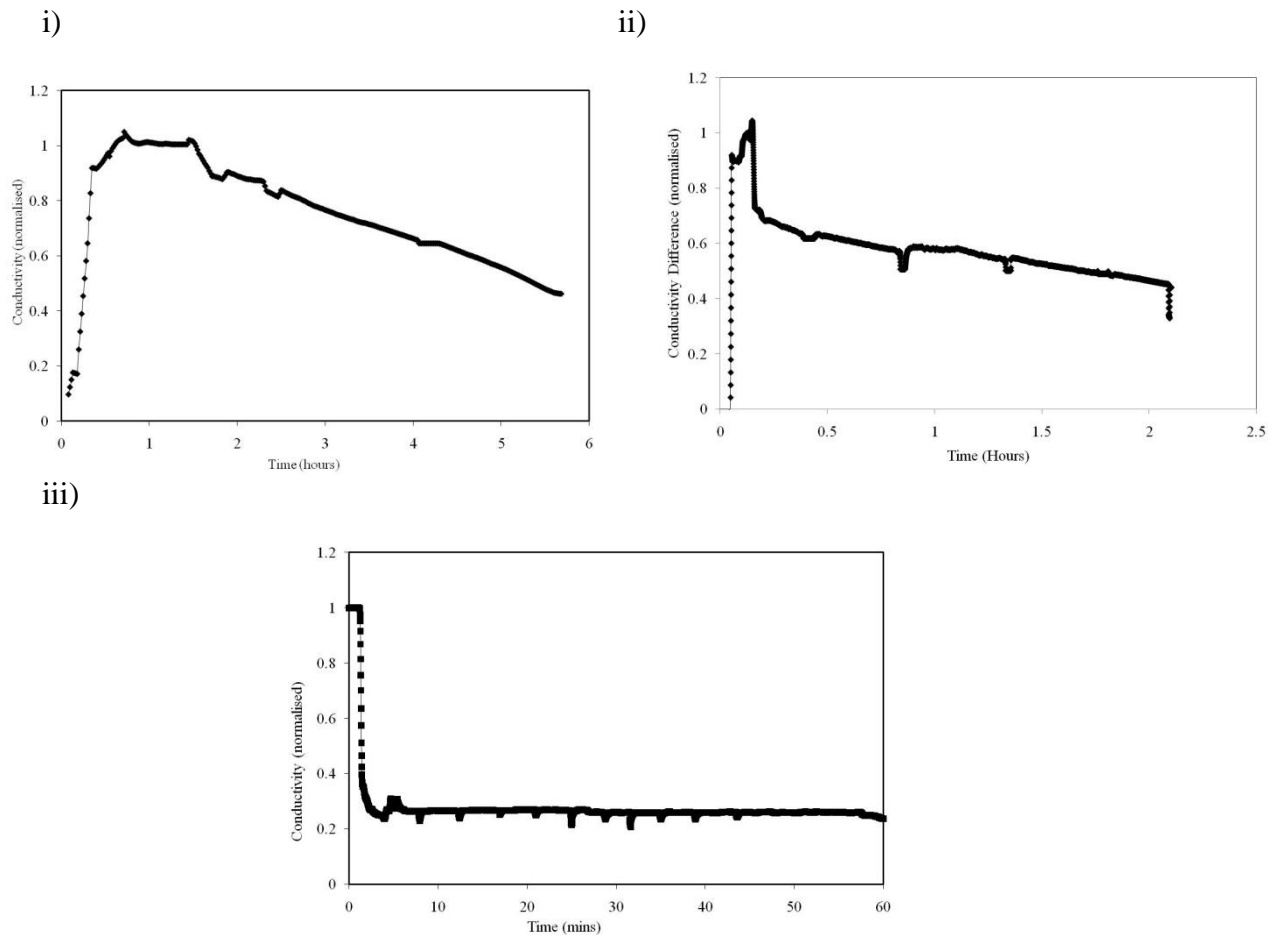 i)
ii)
1.2
1
0.8
0.6
0.4
0.2
0
Conductivity (normalised)
0 1 2 3 4 5 6
Time (hours)
1.2
1
0.8
0.6
0.4
0.2
0
Conductivity Difference (normalised)
0 0.5 1 1.5 2 2.5
Time (Hours)
iii)
1.2
1
0.8
0.6
0.4
0.2
0
Conductivity (normalised)
0 10 20 30 40 50 60
Time (mins)